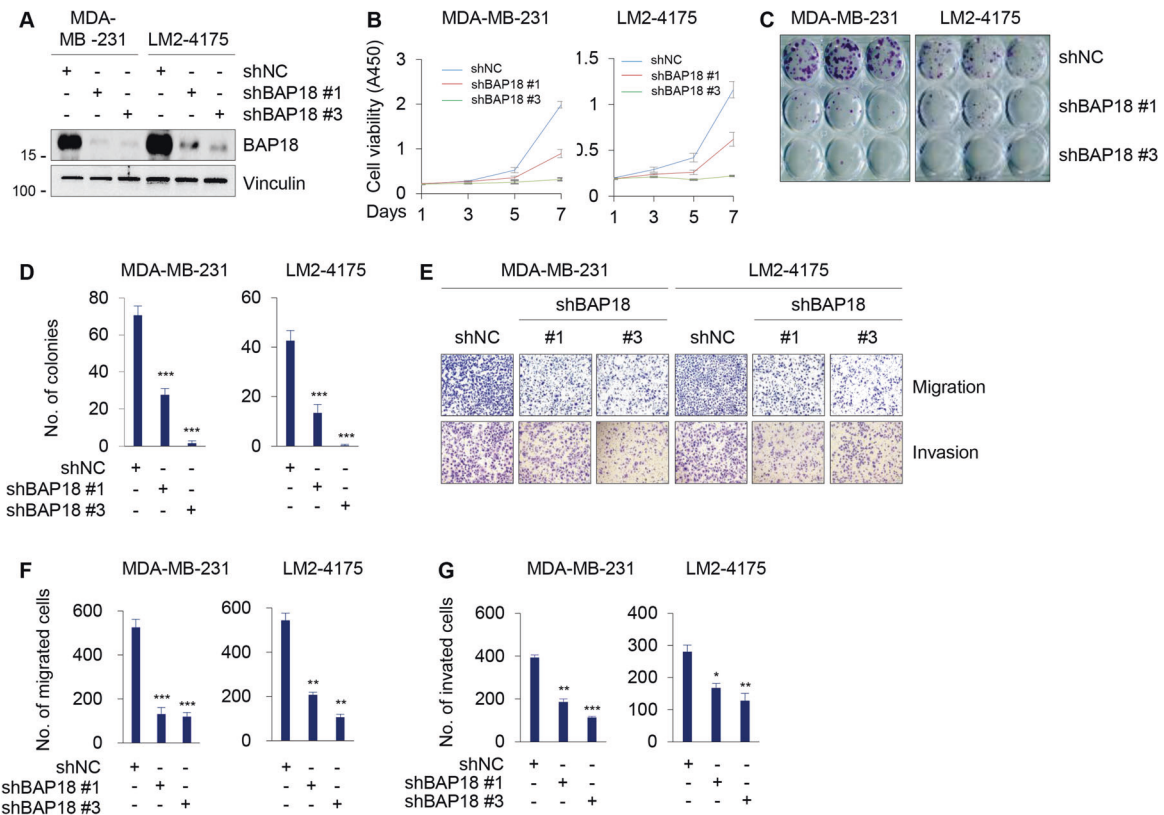 A
MDA-
MB -231 LM2-4175
+ - - + - - shNC
- + - - + - shBAP18 #1
- - + - - + shBAP18 #3
BAP18
15 -
Vinculin
100 -
B
MDA-MB-231 LM2-4175
Cell viability (A450)
3
2
1
0
shNC
shBAP18 #1
shBAP18 #3
1.5
1
0.5
0
shNC
shBAP18 #1
shBAP18 #3
Days 1 3 5 7 1 3 5 7
C
MDA-MB-231 LM2-4175
shNC
shBAP18 #1
shBAP18 #3
D
MDA-MB-231 LM2-4175
No. of colonies
80
60
40
20
0
***
***
60
40
20
0
***
***
shNC + - - + - -
shBAP18 #1 - + - - + -
shBAP18 #3 - - + - - +
E
MDA-MB-231 LM2-4175
shBAP18 shBAP18
shNC #1 #3 shNC #1 #3
Migration
Invasion
F
MDA-MB-231 LM2-4175
No. of migrated cells
600
400
200
0
*** ***
600
400
200
0
**
**
shNC + - - + - -
shBAP18 #1 - + - - + -
shBAP18 #3 - - + - - +
G
MDA-MB-231 LM2-4175
No. of invated cells
600
400
200
0
**
***
400
300
200
100
0
*
**
shNC + - - + - -
shBAP18 #1 - + - - + -
shBAP18 #3 - - + - - +